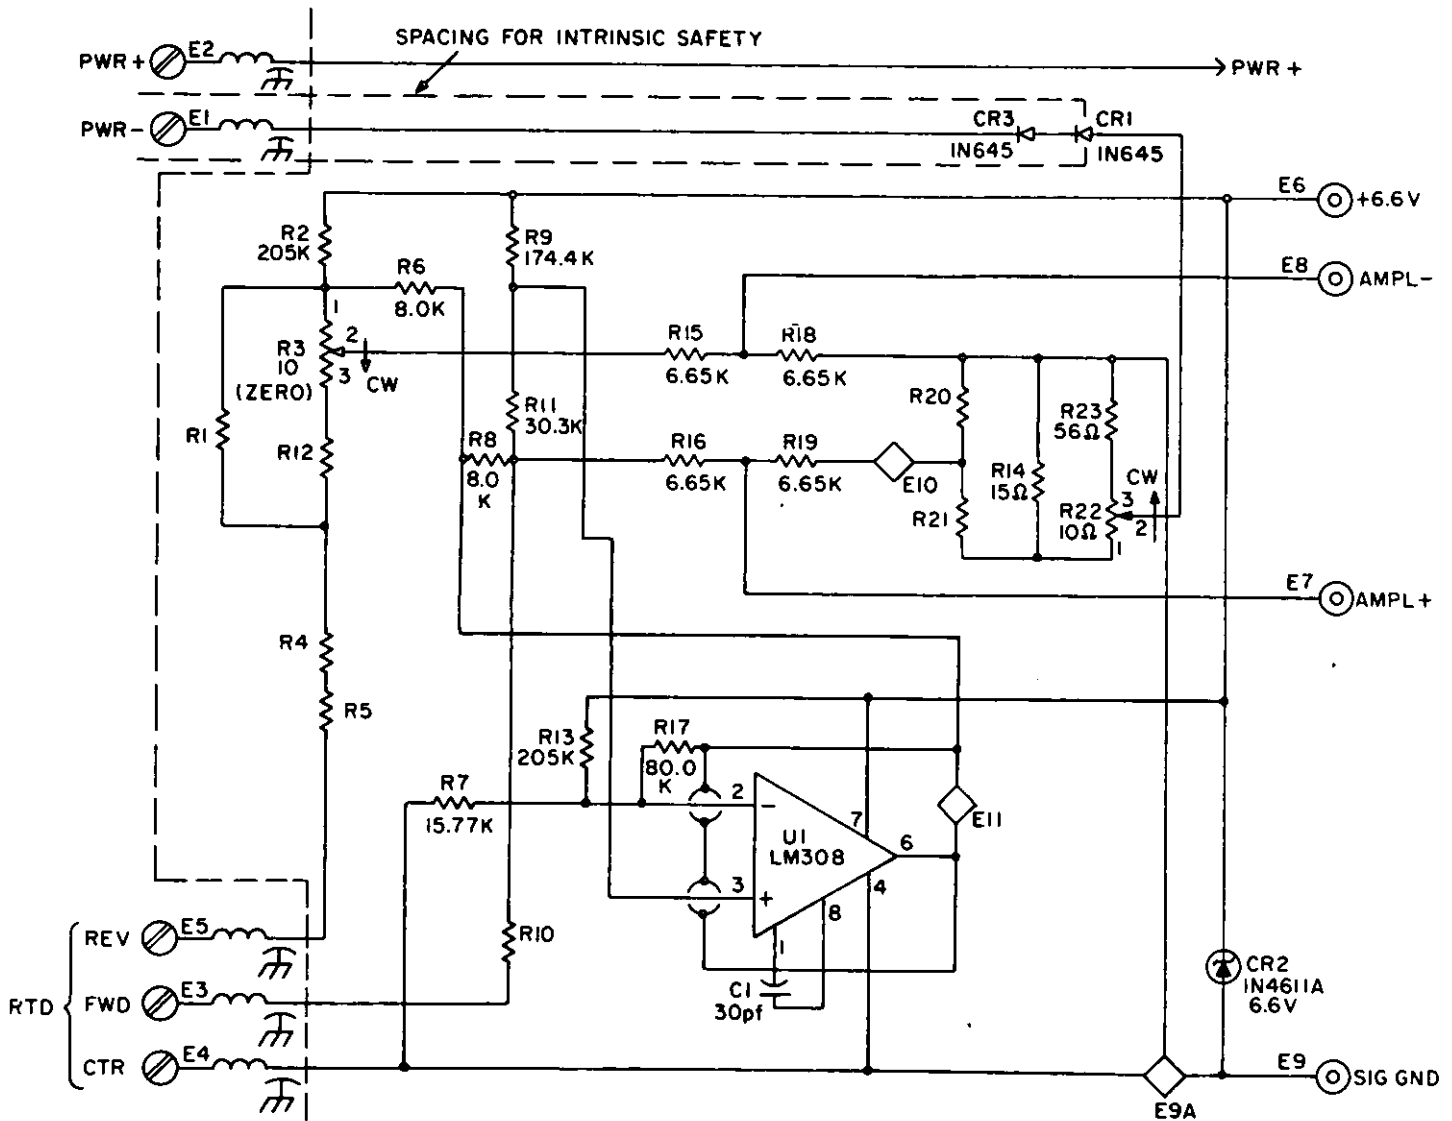 SPACING FOR INTRINSIC SAFETY
PWR+ E2 PWR+
PWR- E1 CR3 CR1
IN645 IN645
E6 +6.6V
R2 205K
R9 174.4K
R6 8.0K
E8 AMPL-
1
2
3
R3 10 (ZERO)
CW
R15 6.65K
R18 6.65K
R1
R12
R11 30.3K
R8 8.0 K
R16 6.65K
R19 6.65K
E10
R20
R21
R14 15Ω
R23 56Ω
CW
3
R22 10Ω
2
1
E7 AMPL+
R4
R5
R13 205K
R17 80.0 K
R7 15.77K
2 -
7
U1 LM308
6
E11
3 +
4
8
1
C1 30pf
R10
CR2 IN4611A 6.6V
RTD
REV E5
FWD E3
CTR E4
E9 SIG GND
E9A